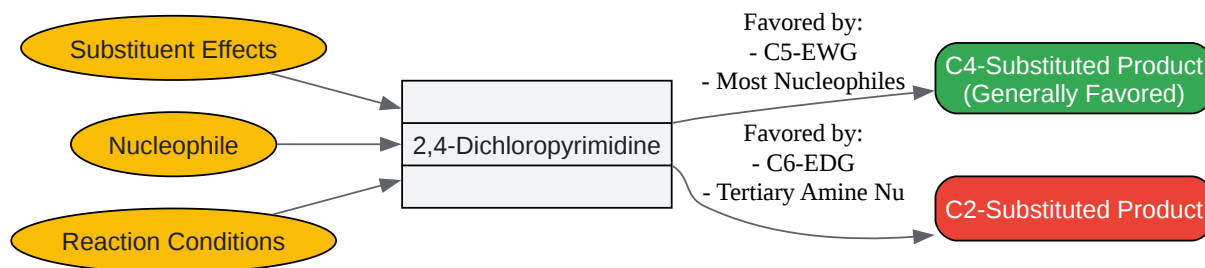 Substituent Effects
Nucleophile
Reaction Conditions
2,4-Dichloropyrimidine
Favored by:
- C5-EWG
- Most Nucleophiles
Favored by:
- C6-EDG
- Tertiary Amine Nu
C4-Substituted Product
(Generally Favored)
C2-Substituted Product